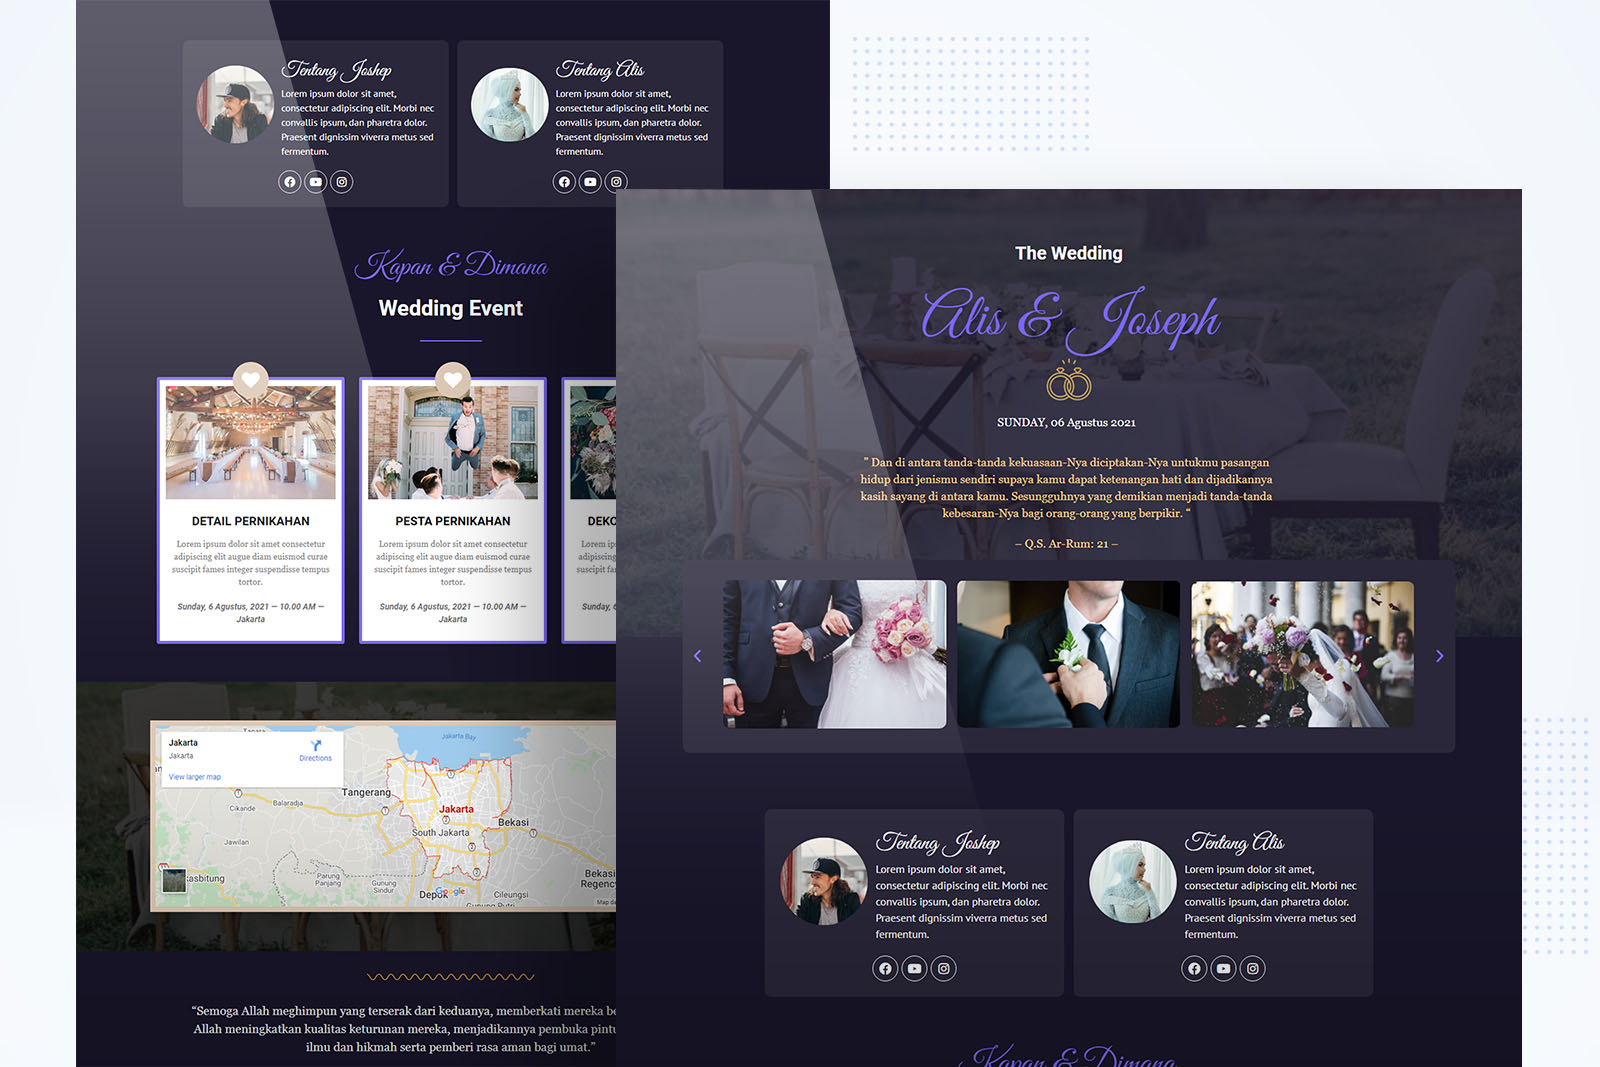 Tentang Joshep
Lorem ipsum dolor sit amet,
consectetur adipiscing elit. Morbi nec
convallis ipsum, dan pharetra dolor.
Praesent dignissim viverra metus sed
fermentum.
Tentang Alis
Lorem ipsum dolor sit amet,
consectetur adipiscing elit. Morbi nec
convallis ipsum, dan pharetra dolor.
Praesent dignissim viverra metus sed
fermentum.
Kapan & Dimana
Wedding Event
DETAIL PERNIKAHAN
Lorem ipsum dolor sit amet consectetur
adipiscing elit augue diam euismod curae
suscipit fames integer suspendisse tempus
tortor.
Sunday, 6 Agustus, 2021 — 10.00 AM —
Jakarta
PESTA PERNIKAHAN
Lorem ipsum dolor sit amet consectetur
adipiscing elit augue diam euismod curae
suscipit fames integer suspendisse tempus
tortor.
Sunday, 6 Agustus, 2021 — 10.00 AM —
Jakarta
DEKO
Lorem ips
adipiscing
suscipit fa
Sunday, 6
Jakarta
Jakarta
Directions
View larger map
Jakarta Bay
Tangerang
Cikande
Balaradja
Jakarta
Bekasi
South Jakarta
Jawilan
kasbitung
Parung
Panjang
Gunung
Sindur
Depok
Google
Cileungsi
Bekasi
Regency
Gunung Putri
Map da
“Semoga Allah meghimpun yang terserak dari keduanya, memberkati mereka be
Allah meningkatkan kualitas keturunan mereka, menjadikannya pembuka pintu
ilmu dan hikmah serta pemberi rasa aman bagi umat.”
The Wedding
Alis & Joseph
SUNDAY, 06 Agustus 2021
” Dan di antara tanda-tanda kekuasaan-Nya diciptakan-Nya untukmu pasangan
hidup dari jenismu sendiri supaya kamu dapat ketenangan hati dan dijadikannya
kasih sayang di antara kamu. Sesungguhnya yang demikian menjadi tanda-tanda
kebesaran-Nya bagi orang-orang yang berpikir. “
– Q.S. Ar-Rum: 21 –
Tentang Joshep
Lorem ipsum dolor sit amet,
consectetur adipiscing elit. Morbi nec
convallis ipsum, dan pharetra dolor.
Praesent dignissim viverra metus sed
fermentum.
Tentang Alis
Lorem ipsum dolor sit amet,
consectetur adipiscing elit. Morbi nec
convallis ipsum, dan pharetra dolor.
Praesent dignissim viverra metus sed
fermentum.
Kapan & Dimana